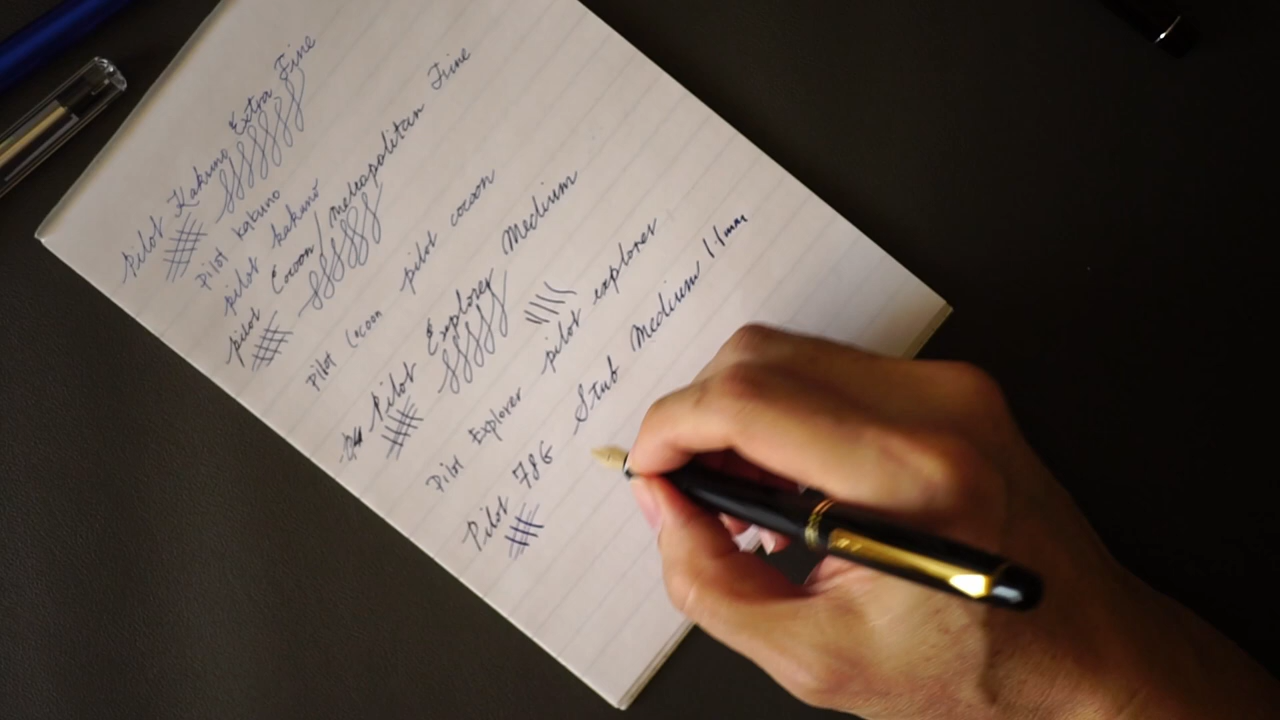 Pilot Kakuno Extra Fine
Pilot kakuno
pilot kakuno
pilot Cocoon/Metropolitan Fine
Pilot Cocoon pilot cocoon
Pilot Explorer Medium
Pilot Explorer pilot explorer
Pilot 78G Stub Medium 1.1mm